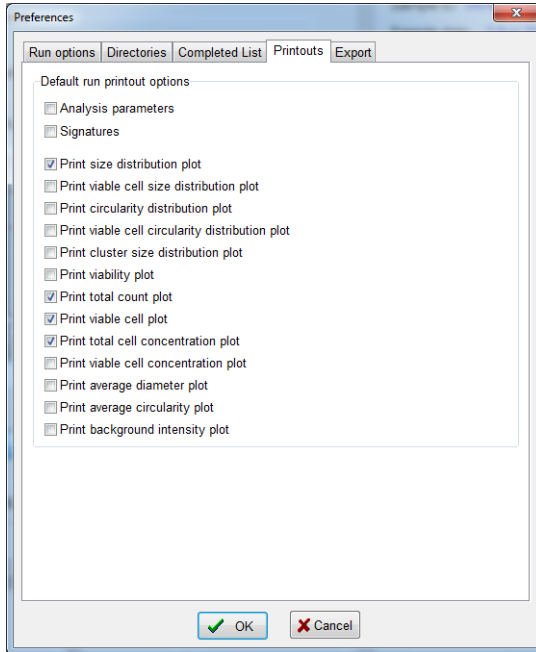 Preferences
Run options Directories Completed List Printouts Export
Default run printout options
Analysis parameters
Signatures
Print size distribution plot
Print viable cell size distribution plot
Print circularity distribution plot
Print viable cell circularity distribution plot
Print cluster size distribution plot
Print viability plot
Print total count plot
Print viable cell plot
Print total cell concentration plot
Print viable cell concentration plot
Print average diameter plot
Print average circularity plot
Print background intensity plot
OK Cancel